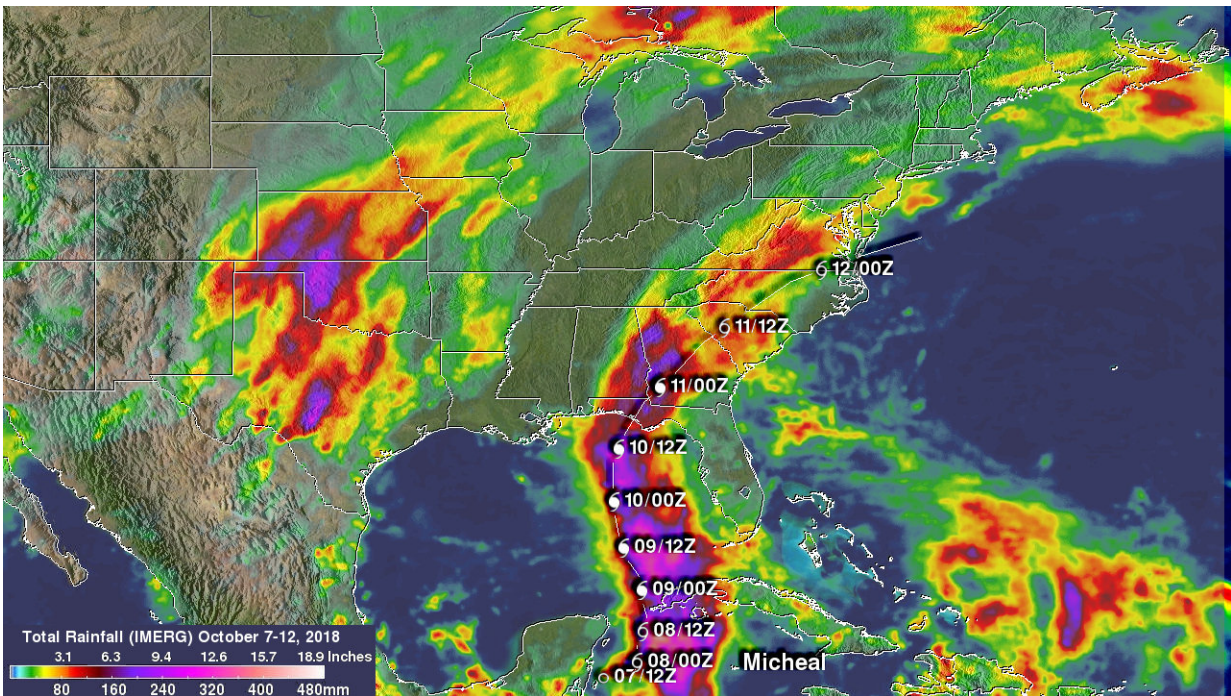 12/00Z
11/12Z
11/00Z
10/12Z
10/00Z
09/12Z
09/00Z
08/12Z
08/00Z
Micheal
07/12Z
Total Rainfall (IMERG) October 7-12, 2018
3.1 6.3 9.4 12.6 15.7 18.9 Inches
80 160 240 320 400 480mm